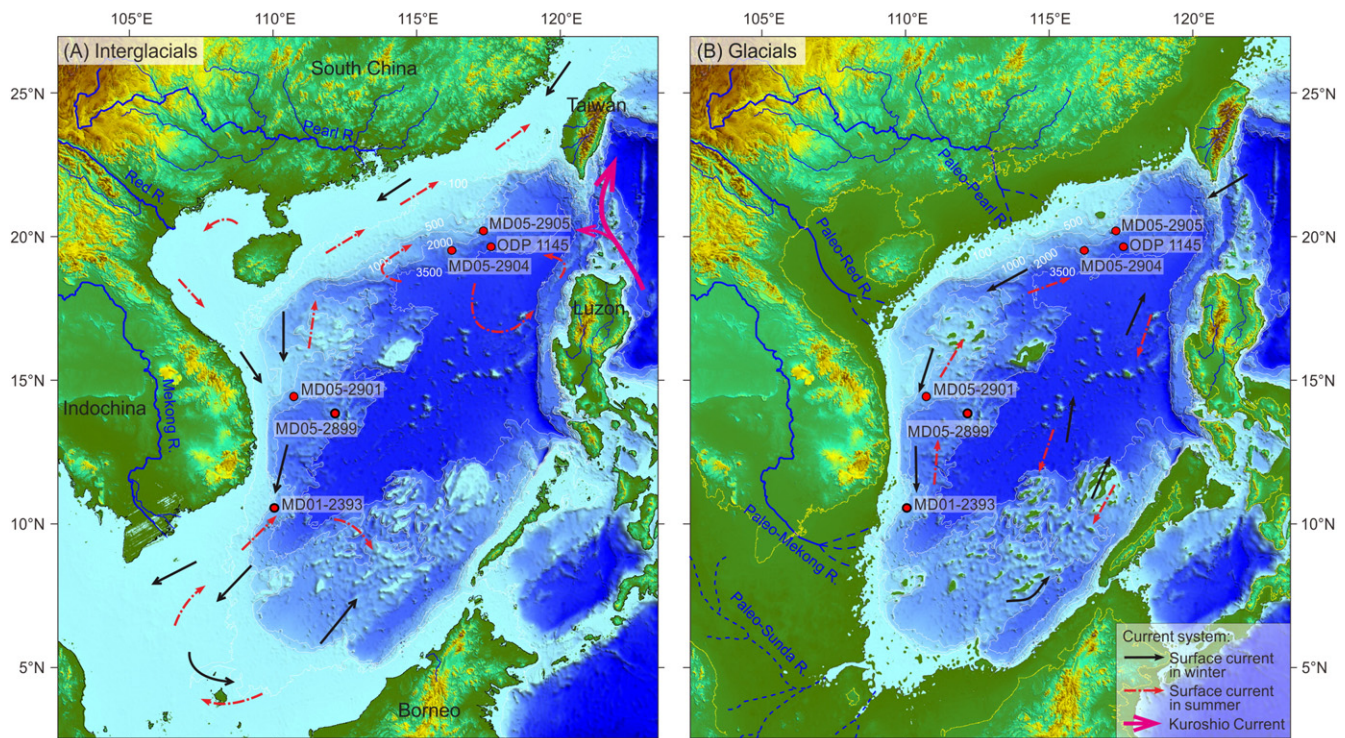 105°E 110°E 115°E 120°E 105°E 110°E 115°E 120°E
(A) Interglacials
(B) Glacials
25°N
20°N
15°N
10°N
5°N
South China
Taiwan
Pearl R.
Red R.
100
500
1000
2000
3500
MD05-2905
ODP 1145
MD05-2904
Luzon
MD05-2901
MD05-2899
Indochina
Mekong R.
MD01-2393
Borneo
Paleo-Pearl R.
Paleo-Red R.
100
500
1000
2000
3500
MD05-2905
ODP 1145
MD05-2904
MD05-2901
MD05-2899
MD01-2393
Paleo-Mekong R.
Paleo-Sunda R.
25°N
20°N
15°N
10°N
5°N
Current system:
Surface current
in winter
Surface current
in summer
Kuroshio Current